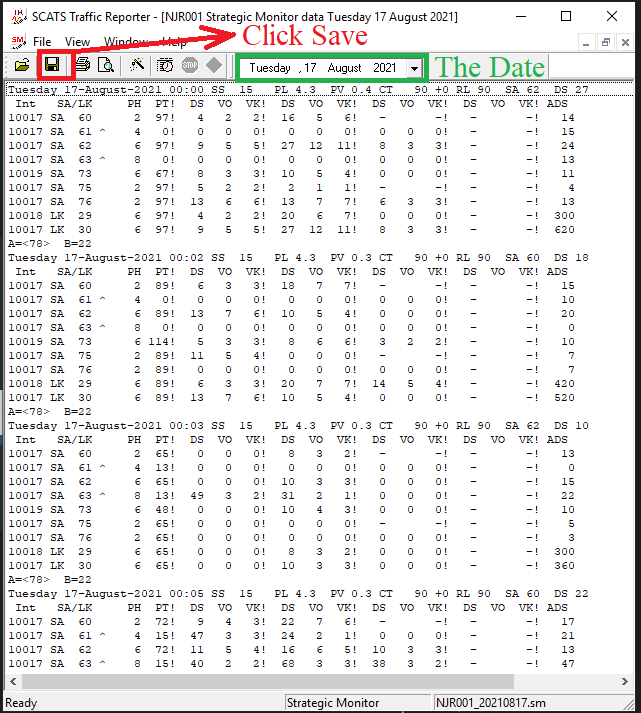 SCATS Traffic Reporter - [NJR001 Strategic Monitor data Tuesday 17 August 2021]
File View Window Help
Click Save
Tuesday , 17 August 2021
The Date
Tuesday 17-August-2021 00:00 SS 15 PL 4.3 PV 0.4 CT 90 +0 RL 90 SA 62 DS 27
Int SA/LK PH PT! DS VO VK! DS VO VK! DS VO VK! DS VO VK! ADS
10017 SA 60 2 97! 4 2 2! 16 5 6! - -! - -! 14
10017 SA 61 ^ 4 0! 0 0 0! 0 0 0! 0 0 0! - -! 15
10017 SA 62 6 97! 9 5 5! 27 12 11! 8 3 3! - -! 24
10017 SA 63 ^ 8 0! 0 0 0! 0 0 0! 0 0 0! - -! 13
10019 SA 73 6 67! 8 3 3! 10 5 4! 0 0 0! - -! 11
10017 SA 75 2 97! 5 2 2! 2 1 1! - -! - -! 4
10017 SA 76 2 97! 13 6 6! 13 7 7! 6 3 3! - -! 13
10018 LK 29 6 97! 4 2 2! 20 6 7! 0 0 0! - -! 300
10017 LK 30 6 97! 9 5 5! 27 12 11! 8 3 3! - -! 620
A=<78> B=22
Tuesday 17-August-2021 00:02 SS 15 PL 4.3 PV 0.3 CT 90 +0 RL 90 SA 60 DS 18
Int SA/LK PH PT! DS VO VK! DS VO VK! DS VO VK! DS VO VK! ADS
10017 SA 60 2 89! 6 3 3! 18 7 7! - -! - -! 15
10017 SA 61 ^ 4 0! 0 0 0! 0 0 0! 0 0 0! - -! 10
10017 SA 62 6 89! 13 7 6! 10 5 4! 0 0 0! - -! 20
10017 SA 63 ^ 8 0! 0 0 0! 0 0 0! 0 0 0! - -! 0
10019 SA 73 6 114! 5 3 3! 8 6 6! 3 2 2! - -! 10
10017 SA 75 2 89! 11 5 4! 0 0 0! - -! - -! 7
10017 SA 76 2 89! 0 0 0! 0 0 0! 0 0 0! - -! 7
10018 LK 29 6 89! 6 3 3! 20 7 7! 14 5 4! - -! 420
10017 LK 30 6 89! 13 7 6! 10 5 4! 0 0 0! - -! 520
A=<78> B=22
Tuesday 17-August-2021 00:03 SS 15 PL 4.3 PV 0.3 CT 90 +0 RL 90 SA 62 DS 10
Int SA/LK PH PT! DS VO VK! DS VO VK! DS VO VK! DS VO VK! ADS
10017 SA 60 2 65! 0 0 0! 8 3 2! - -! - -! 13
10017 SA 61 ^ 4 13! 0 0 0! 0 0 0! 0 0 0! - -! 0
10017 SA 62 6 65! 0 0 0! 10 3 3! 0 0 0! - -! 15
10017 SA 63 ^ 8 13! 49 3 2! 31 2 1! 0 0 0! - -! 22
10019 SA 73 6 48! 0 0 0! 10 4 3! 0 0 0! - -! 10
10017 SA 75 2 65! 0 0 0! 0 0 0! - -! - -! 5
10017 SA 76 2 65! 0 0 0! 0 0 0! 0 0 0! - -! 3
10018 LK 29 6 65! 0 0 0! 8 3 2! 0 0 0! - -! 300
10017 LK 30 6 65! 0 0 0! 10 3 3! 0 0 0! - -! 360
A=<78> B=22
Tuesday 17-August-2021 00:05 SS 15 PL 4.3 PV 0.3 CT 90 +0 RL 90 SA 62 DS 22
Int SA/LK PH PT! DS VO VK! DS VO VK! DS VO VK! DS VO VK! ADS
10017 SA 60 2 72! 9 4 3! 22 7 6! - -! - -! 17
10017 SA 61 ^ 4 15! 47 3 3! 24 2 1! 0 0 0! - -! 21
10017 SA 62 6 72! 11 5 4! 16 6 5! 10 3 3! - -! 13
10017 SA 63 ^ 8 15! 40 2 2! 68 3 3! 38 3 2! - -! 47
Ready Strategic Monitor NJR001_20210817.sm